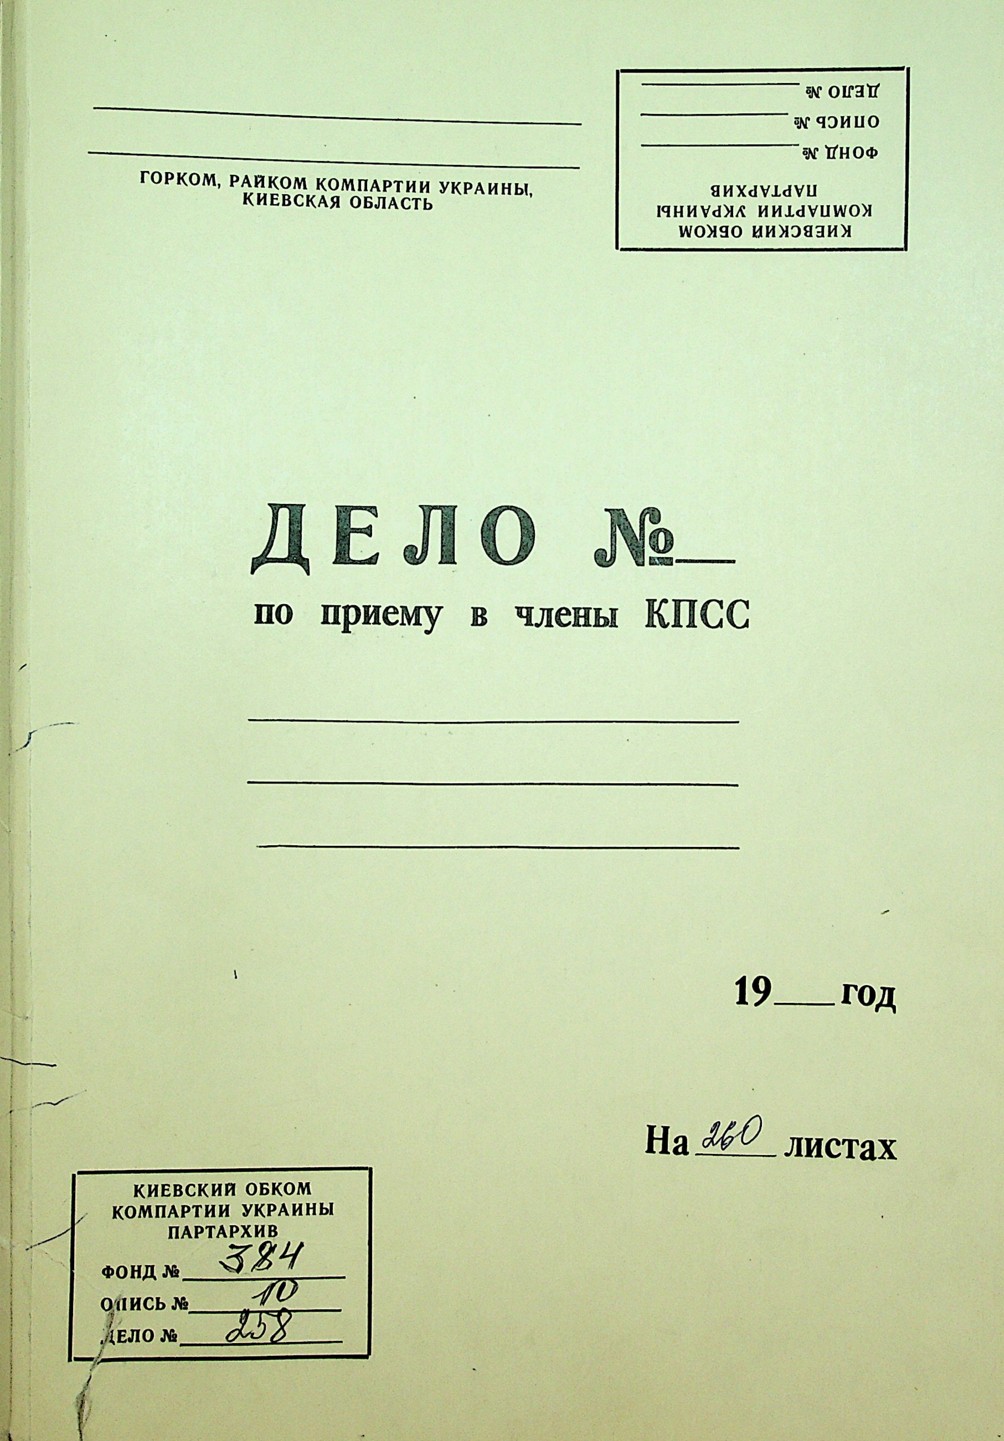 ГОРКОМ, РАЙКОМ КОМПАРТИИ УКРАИНЫ,
КИЕВСКАЯ ОБЛАСТЬ
КИЕВСКИЙ ОБКОМ
КОМПАРТИИ УКРАИНЫ
ПАРТАРХИВ
ФОНД №
ОПИСЬ №
ДЕЛО №
ДЕЛО №
по приему в члены КПСС
19 год
На 260 листах
КИЕВСКИЙ ОБКОМ
КОМПАРТИИ УКРАИНЫ
ПАРТАРХИВ
ФОНД № 384
ОПИСЬ № 10
ДЕЛО № 258